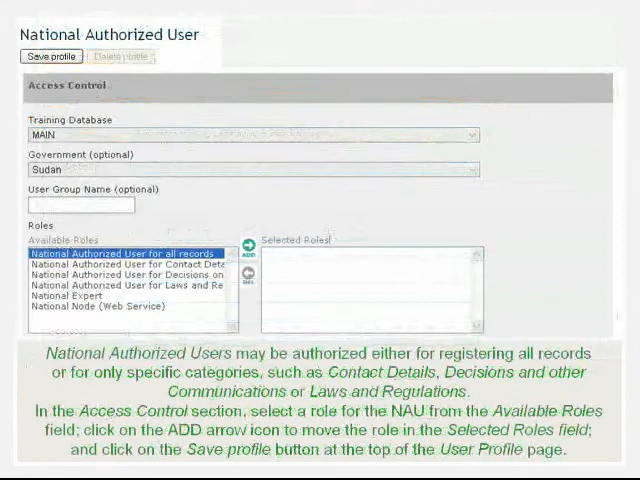 National Authorized User
Save profile Delete profile
Access Control
Training Database
MAIN
Government (optional)
Sudan
User Group Name (optional)
Roles
Available Roles
Selected Roles
National Authorized User for all records
National Authorized User for Contact Deta
National Authorized User for Decisions on
National Authorized User for Laws and Re
National Expert
National Node (Web Service)
ADD
DEL
National Authorized Users may be authorized either for registering all records
or for only specific categories, such as Contact Details, Decisions and other
Communications or Laws and Regulations.
In the Access Control section, select a role for the NAU from the Available Roles
field; click on the ADD arrow icon to move the role in the Selected Roles field;
and click on the Save profile button at the top of the User Profile page.